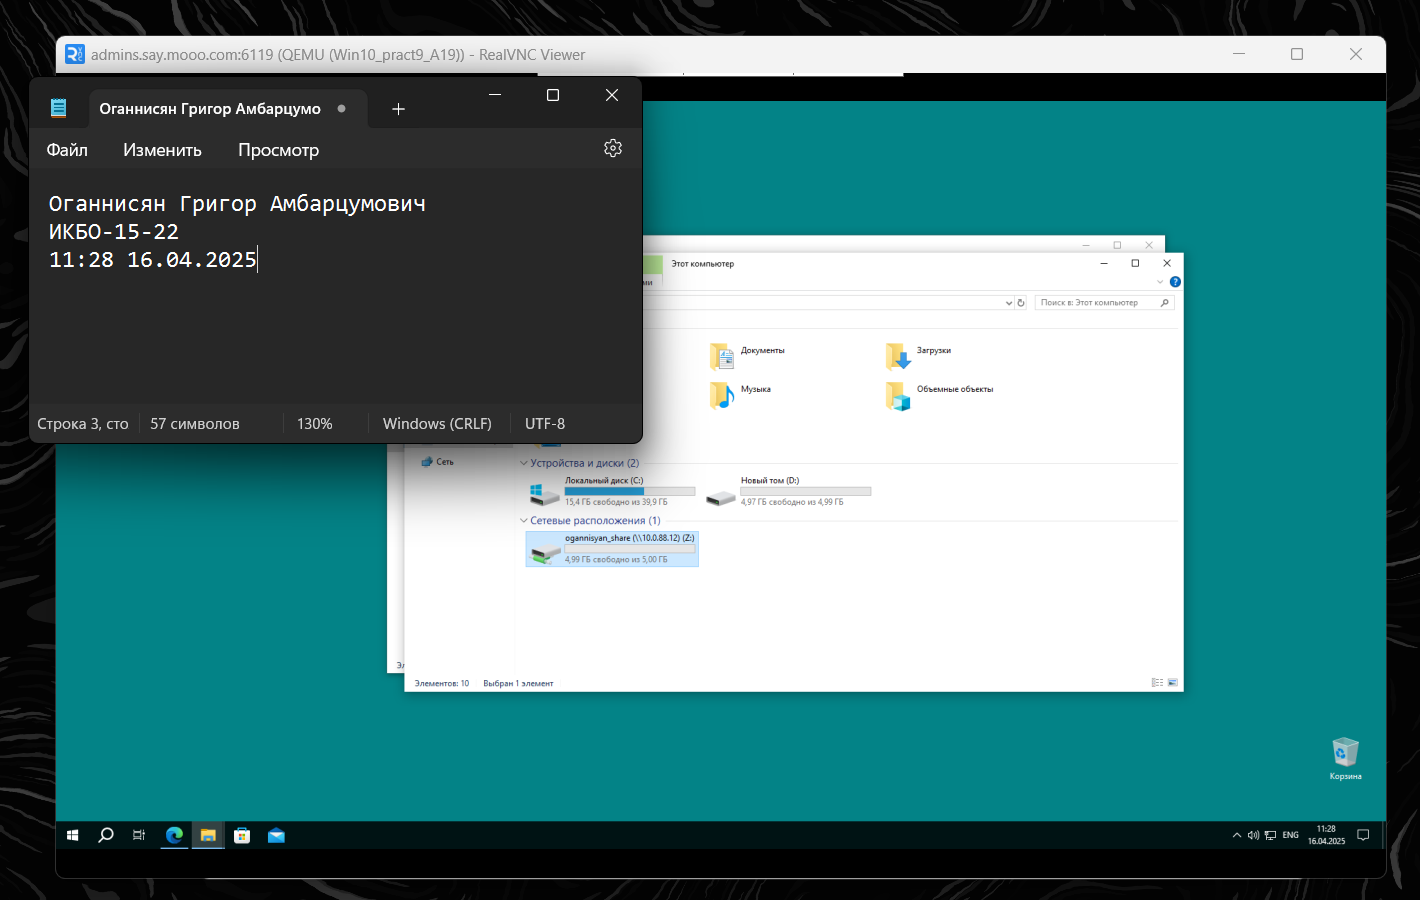 admins.say.mooo.com:6119 (QEMU (Win10_pract9_A19)) - RealVNC Viewer
Оганнисян Григор Амбарцумо
Файл Изменить Просмотр
Оганнисян Григор Амбарцумович
ИКБО-15-22
11:28 16.04.2025
Строка 3, сто 57 символов 130% Windows (CRLF) UTF-8
Этот компьютер
ми
Поиск в: Этот компьютер
Документы
Загрузки
Музыка
Объемные объекты
Сеть
Устройства и диски (2)
Локальный диск (C:)
15,4 ГБ свободно из 39,9 ГБ
Новый том (D:)
4,97 ГБ свободно из 4,99 ГБ
Сетевые расположения (1)
ogannisyan_share (\\10.0.88.12) (Z:)
4,99 ГБ свободно из 5,00 ГБ
Эл
Элементов: 10 Выбран 1 элемент
Корзина
ENG
11:28
16.04.2025